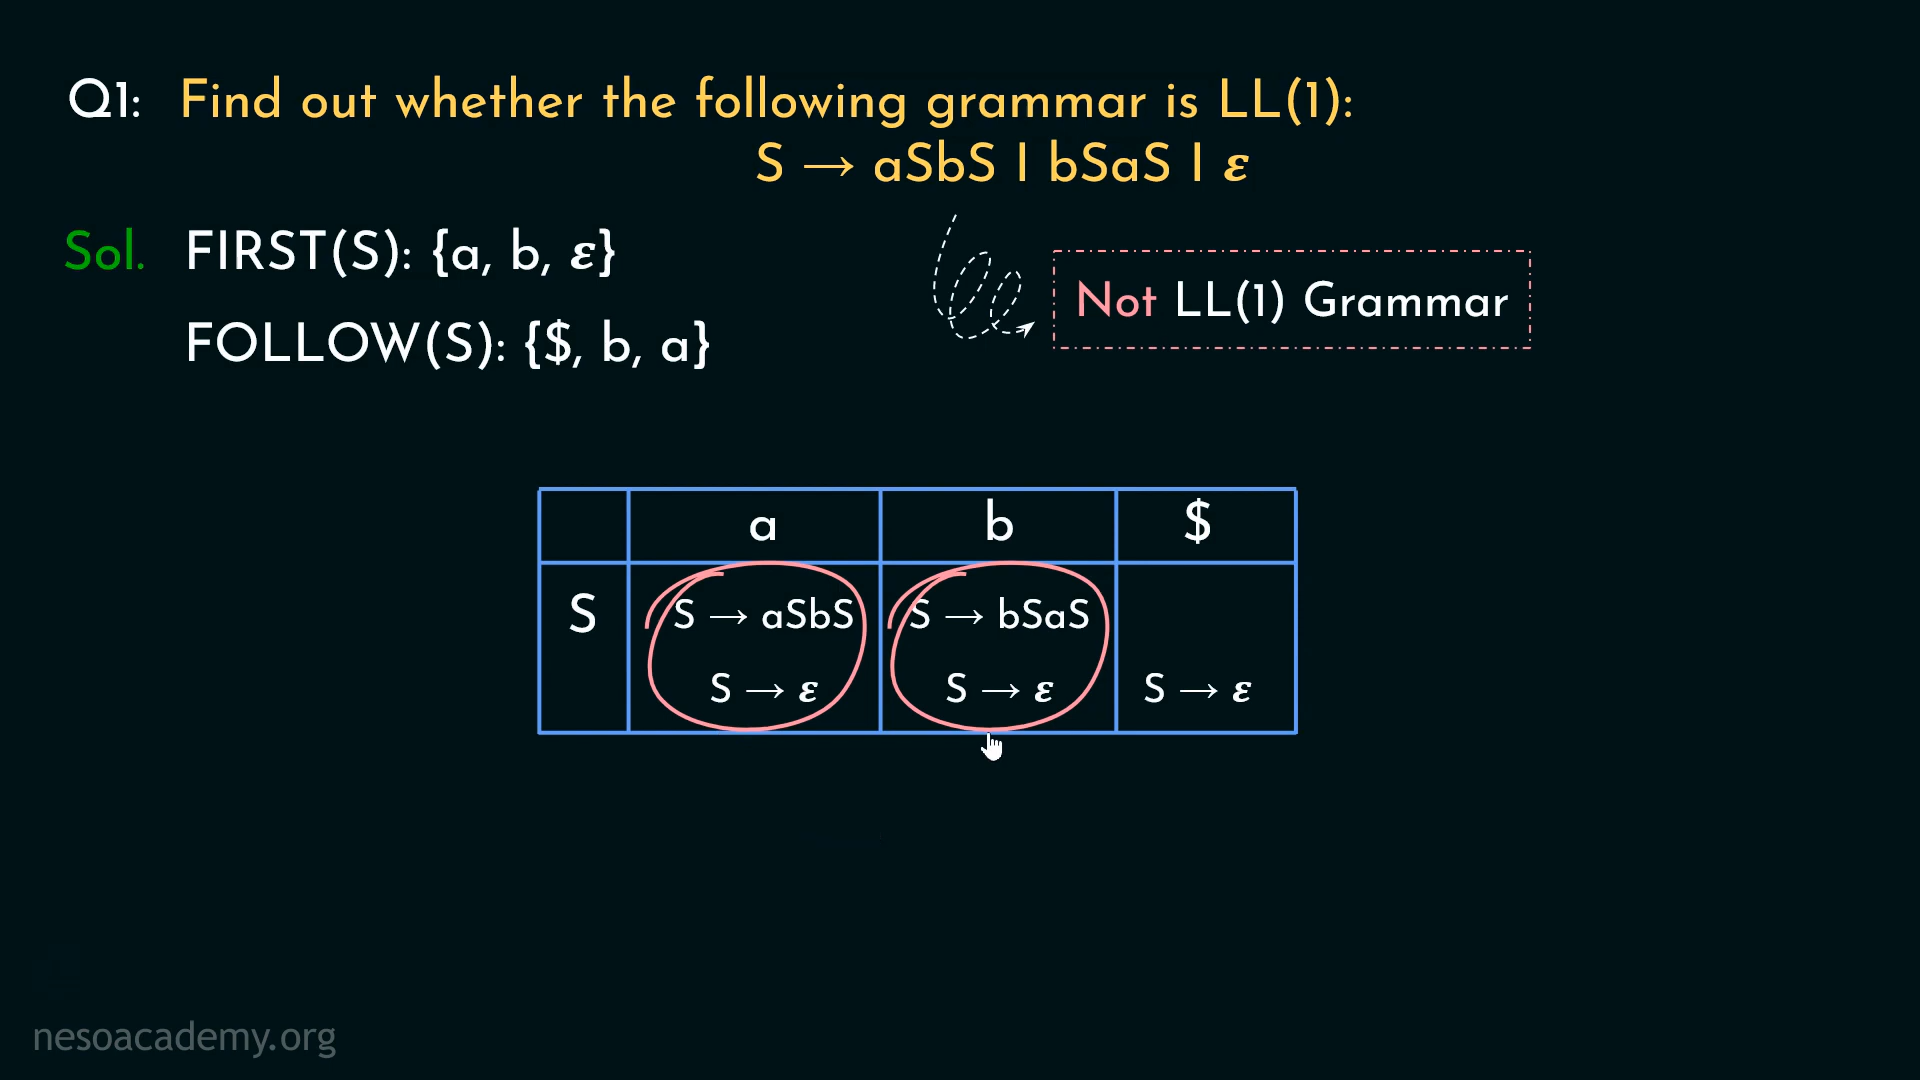 Q1: Find out whether the following grammar is LL(1):
S → aSbS | bSaS | ε
Sol. FIRST(S): {a, b, ε}
Not LL(1) Grammar
FOLLOW(S): {$, b, a}
a b $
S S → aSbS S → bSaS
S → ε S → ε S → ε
nesoacademy.org